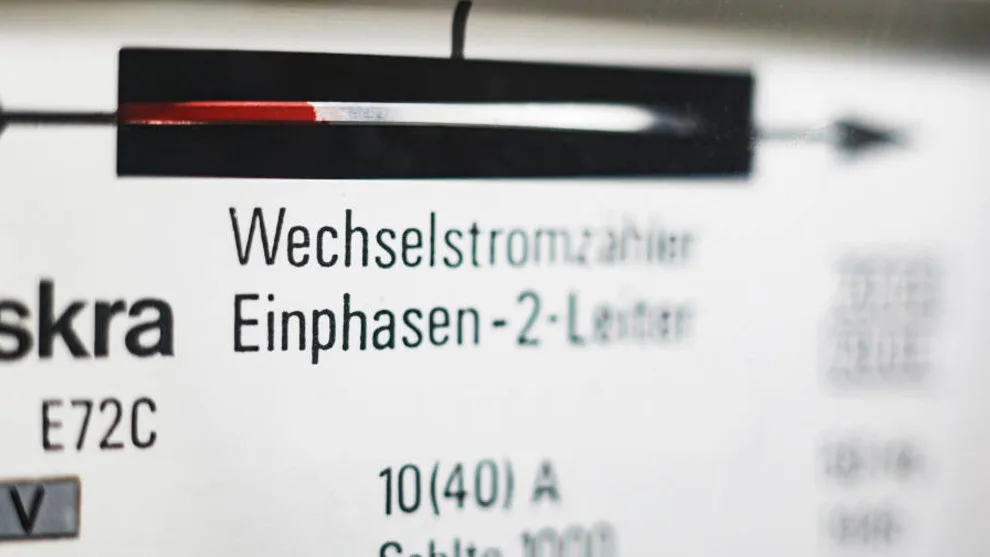 Wechselstromzähler
Einphasen-2-Leiter
skra
E72C
10(40) A
V